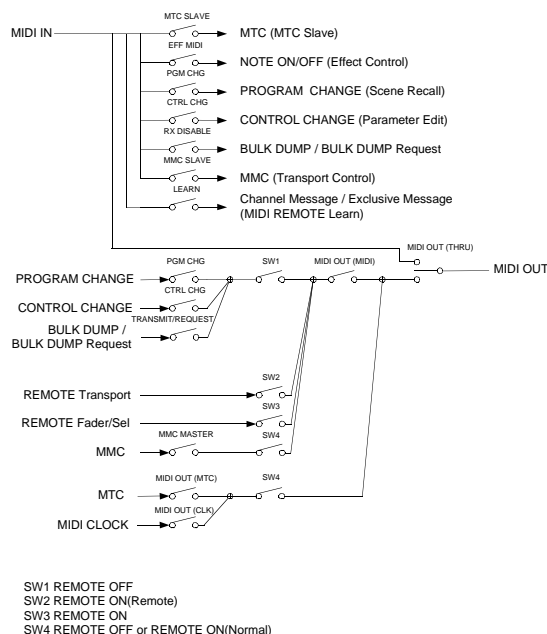 MTC SLAVE
MIDI IN
MTC (MTC Slave)
EFF MIDI
NOTE ON/OFF (Effect Control)
PGM CHG
PROGRAM CHANGE (Scene Recall)
CTRL CHG
CONTROL CHANGE (Parameter Edit)
RX DISABLE
BULK DUMP / BULK DUMP Request
MMC SLAVE
MMC (Transport Control)
LEARN
Channel Message / Exclusive Message
(MIDI REMOTE Learn)
MIDI OUT (THRU)
MIDI OUT
PGM CHG
SW1
MIDI OUT (MIDI)
PROGRAM CHANGE
CTRL CHG
CONTROL CHANGE
TRANSMIT/REQUEST
BULK DUMP /
BULK DUMP Request
SW2
REMOTE Transport
SW3
REMOTE Fader/Sel
MMC MASTER
SW4
MMC
MIDI OUT (MTC)
SW4
MTC
MIDI OUT (CLK)
MIDI CLOCK
SW1 REMOTE OFF
SW2 REMOTE ON(Remote)
SW3 REMOTE ON
SW4 REMOTE OFF or REMOTE ON(Normal)